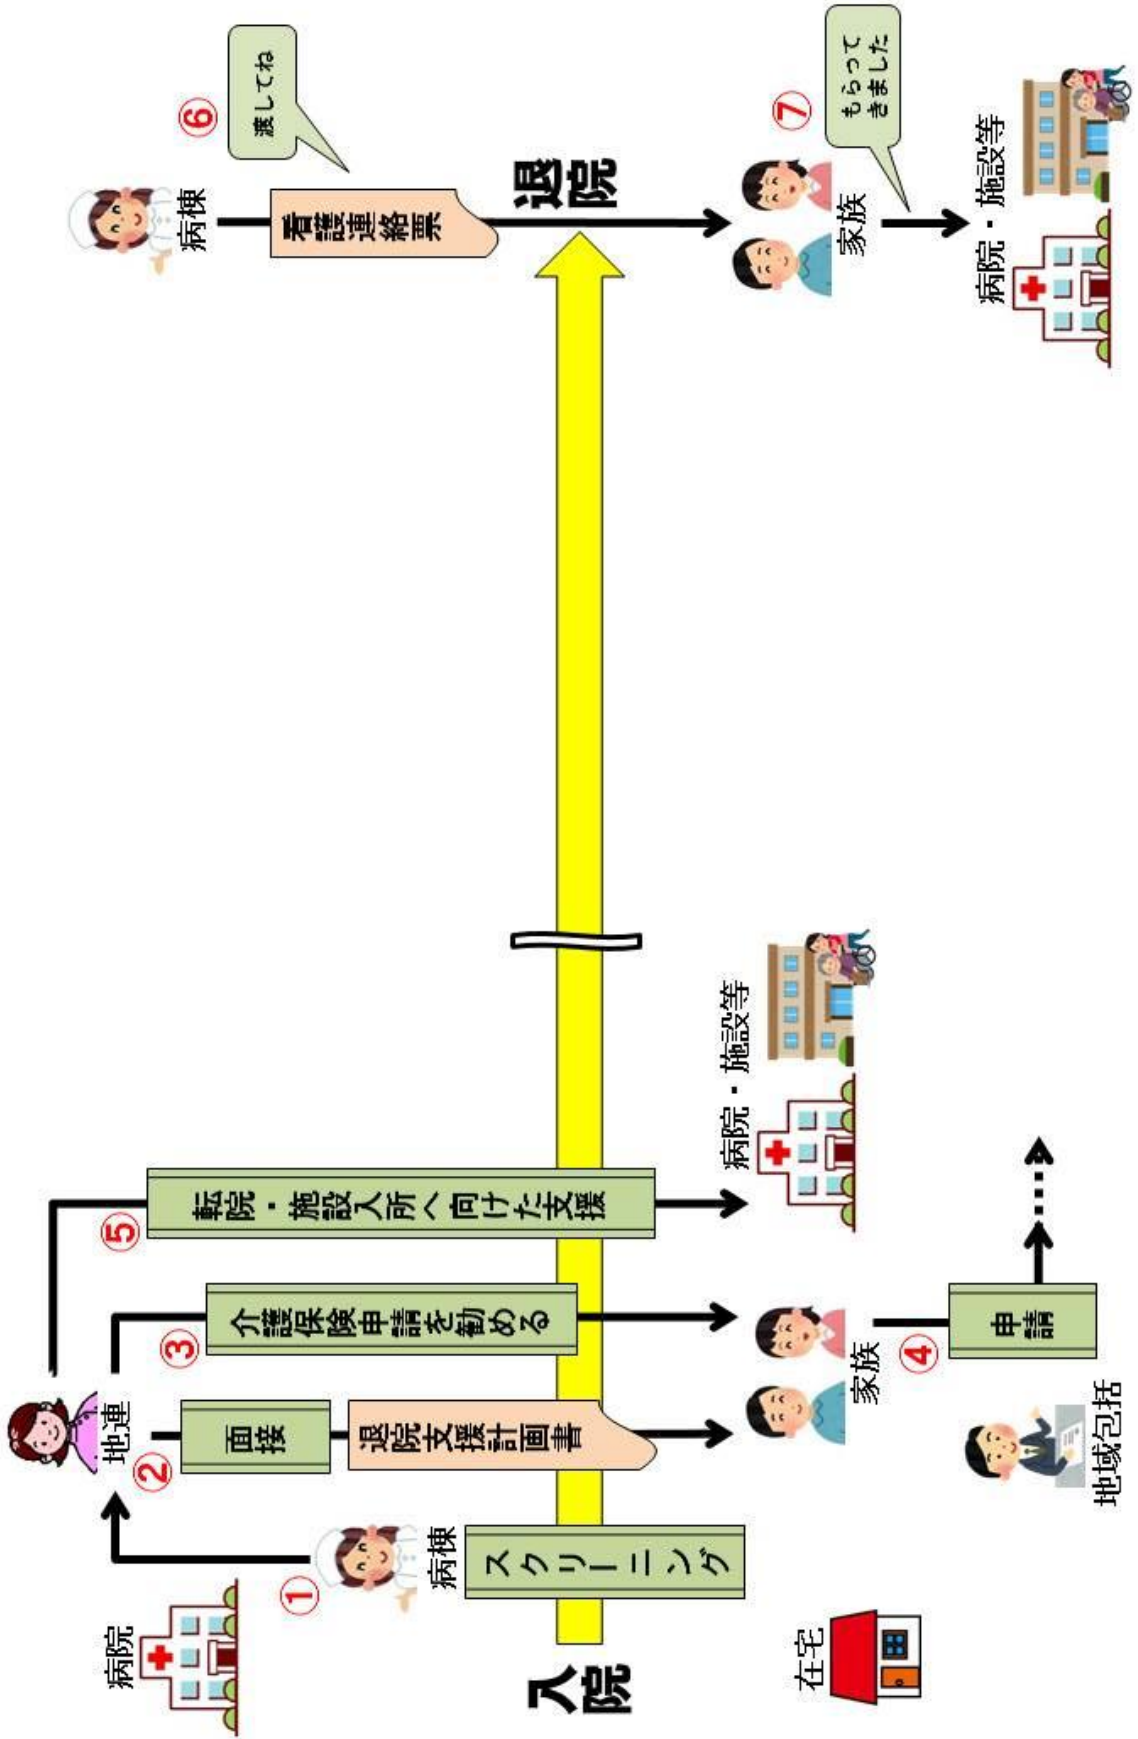 病院
入院
在宅
①
病棟
スクリーニング
地連
②
面接
退院支援計画書
③
介護保険申請を勧める
家族
④
申請
地域包括
⑤
転院・施設入所へ向けた支援
病院・施設等
病棟
⑥
渡してね
看護連絡票
退院
家族
⑦
もらって
きました
病院・施設等